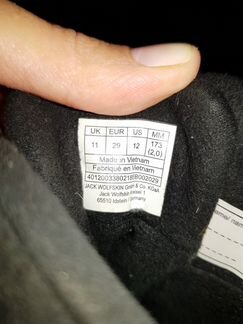 UK EUR US MM
11 29 12 173
(2,0)
Made in Vietnam
Fabriqué en Vietnam
JACK WOLFSKIN GmbH & Co. KGaA
Jack Wolfskin Kreisel 1
65510 Idstein / Germany
name/